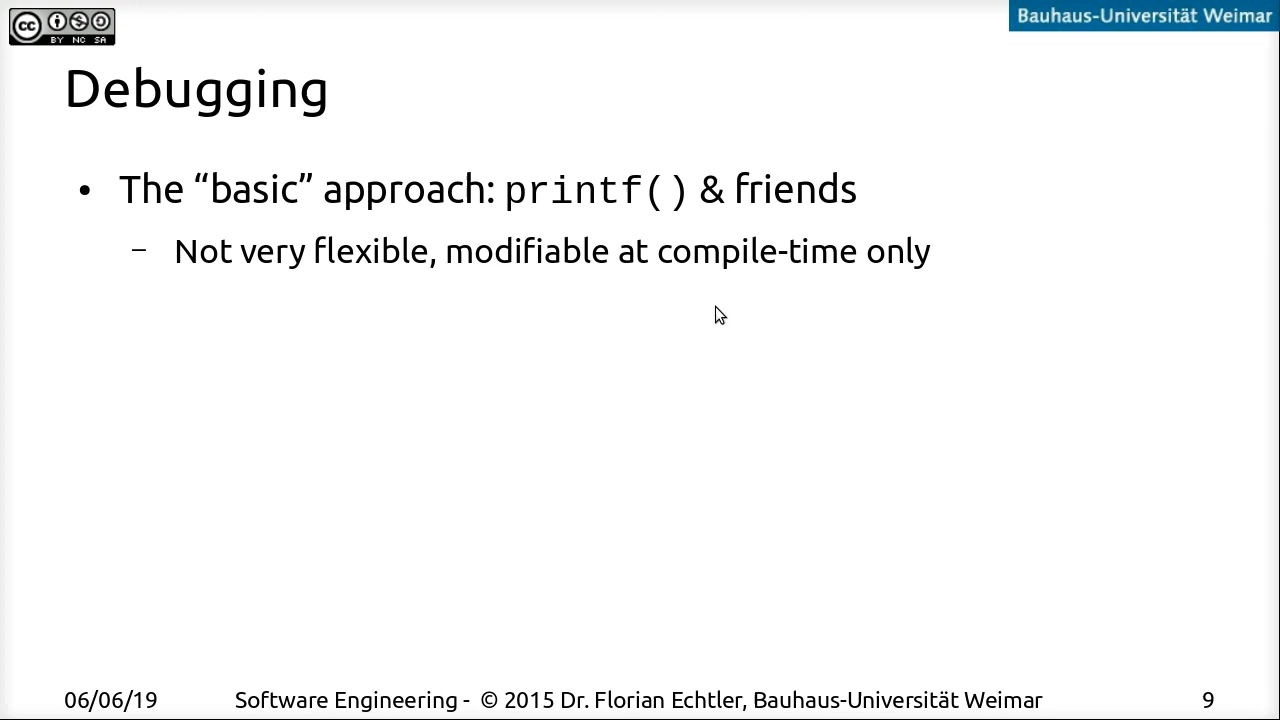 cc
BY NC SA
Bauhaus-Universität Weimar
Debugging
• The “basic” approach: printf() & friends
– Not very flexible, modifiable at compile-time only
06/06/19 Software Engineering - © 2015 Dr. Florian Echtler, Bauhaus-Universität Weimar 9